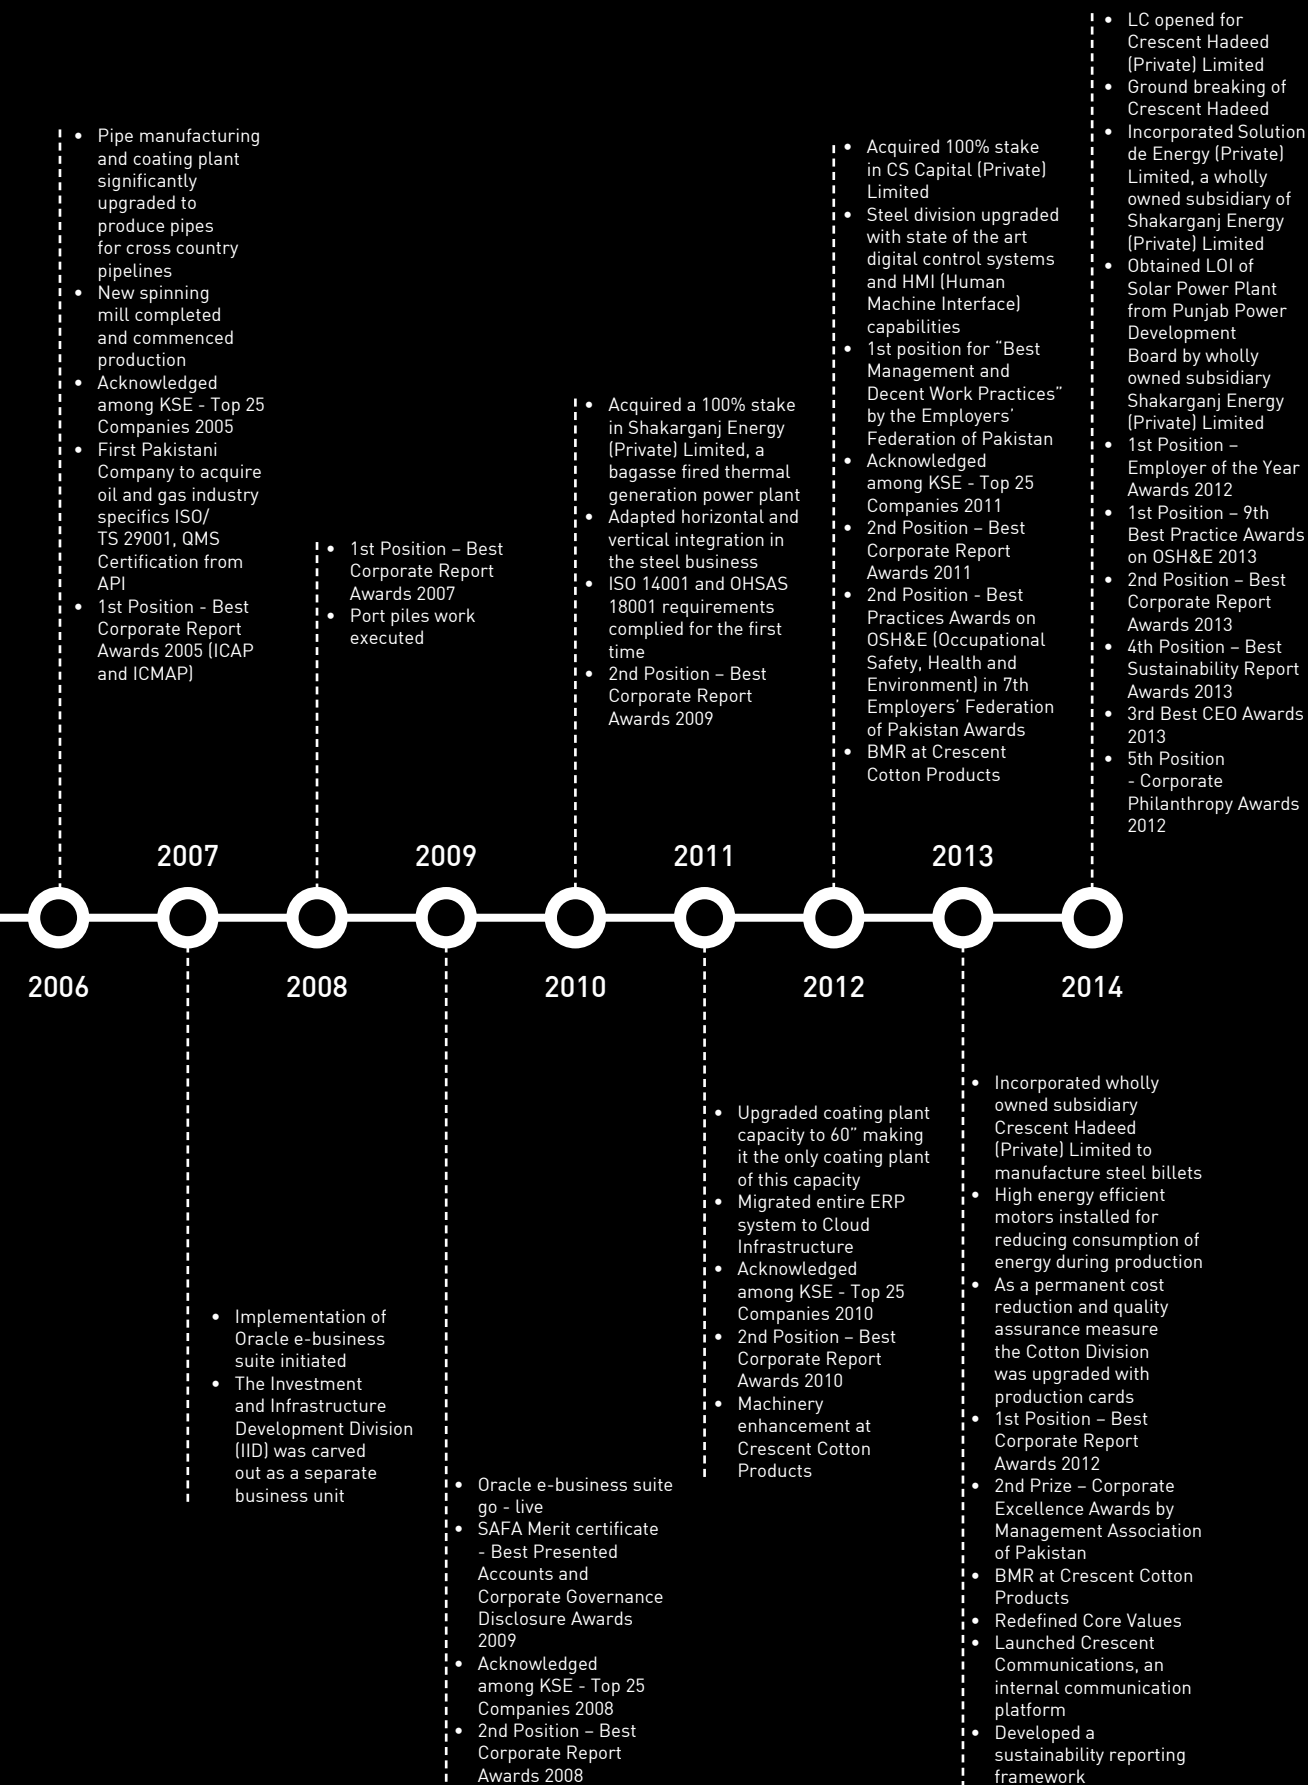 • Pipe manufacturing
and coating plant
significantly
upgraded to
produce pipes
for cross country
pipelines
• New spinning
mill completed
and commenced
production
• Acknowledged
among KSE - Top 25
Companies 2005
• First Pakistani
Company to acquire
oil and gas industry
specifics ISO/
TS 29001, QMS
Certification from
API
• 1st Position - Best
Corporate Report
Awards 2005 (ICAP
and ICMAP)
• 1st Position – Best
Corporate Report
Awards 2007
• Port piles work
executed
• Acquired a 100% stake
in Shakarganj Energy
(Private) Limited, a
bagasse fired thermal
generation power plant
• Adapted horizontal and
vertical integration in
the steel business
• ISO 14001 and OHSAS
18001 requirements
complied for the first
time
• 2nd Position – Best
Corporate Report
Awards 2009
• Acquired 100% stake
in CS Capital (Private)
Limited
• Steel division upgraded
with state of the art
digital control systems
and HMI (Human
Machine Interface)
capabilities
• 1st position for “Best
Management and
Decent Work Practices”
by the Employers’
Federation of Pakistan
• Acknowledged
among KSE - Top 25
Companies 2011
• 2nd Position – Best
Corporate Report
Awards 2011
• 2nd Position - Best
Practices Awards on
OSH&E (Occupational
Safety, Health and
Environment) in 7th
Employers’ Federation
of Pakistan Awards
• BMR at Crescent
Cotton Products
• LC opened for
Crescent Hadeed
(Private) Limited
• Ground breaking of
Crescent Hadeed
• Incorporated Solution
de Energy (Private)
Limited, a wholly
owned subsidiary of
Shakarganj Energy
(Private) Limited
• Obtained LOI of
Solar Power Plant
from Punjab Power
Development
Board by wholly
owned subsidiary
Shakarganj Energy
(Private) Limited
• 1st Position –
Employer of the Year
Awards 2012
• 1st Position – 9th
Best Practice Awards
on OSH&E 2013
• 2nd Position – Best
Corporate Report
Awards 2013
• 4th Position – Best
Sustainability Report
Awards 2013
• 3rd Best CEO Awards
2013
• 5th Position
- Corporate
Philanthropy Awards
2012
2007
2009
2011
2013
2006
2008
2010
2012
2014
• Implementation of
Oracle e-business
suite initiated
• The Investment
and Infrastructure
Development Division
(IID) was carved
out as a separate
business unit
• Oracle e-business suite
go - live
• SAFA Merit certificate
- Best Presented
Accounts and
Corporate Governance
Disclosure Awards
2009
• Acknowledged
among KSE - Top 25
Companies 2008
• 2nd Position – Best
Corporate Report
Awards 2008
• Upgraded coating plant
capacity to 60” making
it the only coating plant
of this capacity
• Migrated entire ERP
system to Cloud
Infrastructure
• Acknowledged
among KSE - Top 25
Companies 2010
• 2nd Position – Best
Corporate Report
Awards 2010
• Machinery
enhancement at
Crescent Cotton
Products
• Incorporated wholly
owned subsidiary
Crescent Hadeed
(Private) Limited to
manufacture steel billets
• High energy efficient
motors installed for
reducing consumption of
energy during production
• As a permanent cost
reduction and quality
assurance measure
the Cotton Division
was upgraded with
production cards
• 1st Position – Best
Corporate Report
Awards 2012
• 2nd Prize – Corporate
Excellence Awards by
Management Association
of Pakistan
• BMR at Crescent Cotton
Products
• Redefined Core Values
• Launched Crescent
Communications, an
internal communication
platform
• Developed a
sustainability reporting
framework